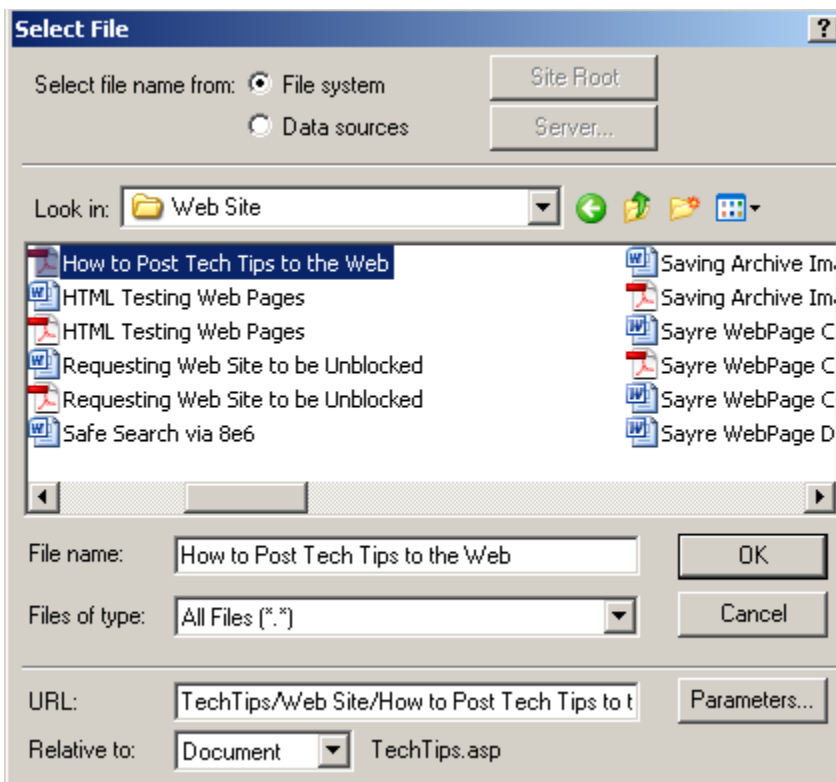 Select File ?
Select file name from: File system Site Root
Data sources Server...
Look in: Web Site
How to Post Tech Tips to the Web Saving Archive Im
HTML Testing Web Pages Saving Archive Im
HTML Testing Web Pages Sayre WebPage C
Requesting Web Site to be Unblocked Sayre WebPage C
Requesting Web Site to be Unblocked Sayre WebPage C
Safe Search via 8e6 Sayre WebPage D
File name: How to Post Tech Tips to the Web OK
Files of type: All Files (*.*) Cancel
URL: TechTips/Web Site/How to Post Tech Tips to t Parameters...
Relative to: Document TechTips.asp